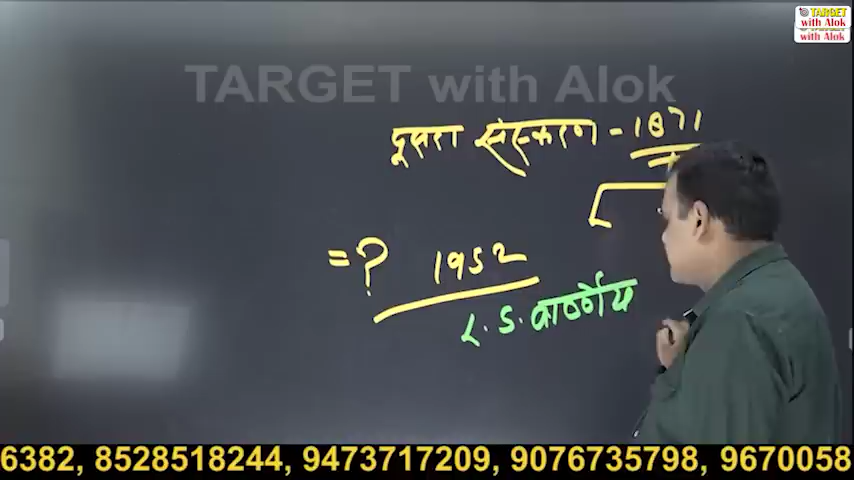 TARGET
with Alok
with Alok
TARGET with Alok
दूसरा संस्करण - 1871
= ? 1952
L. S. वार्ष्णेय
6382, 8528518244, 9473717209, 9076735798, 9670058